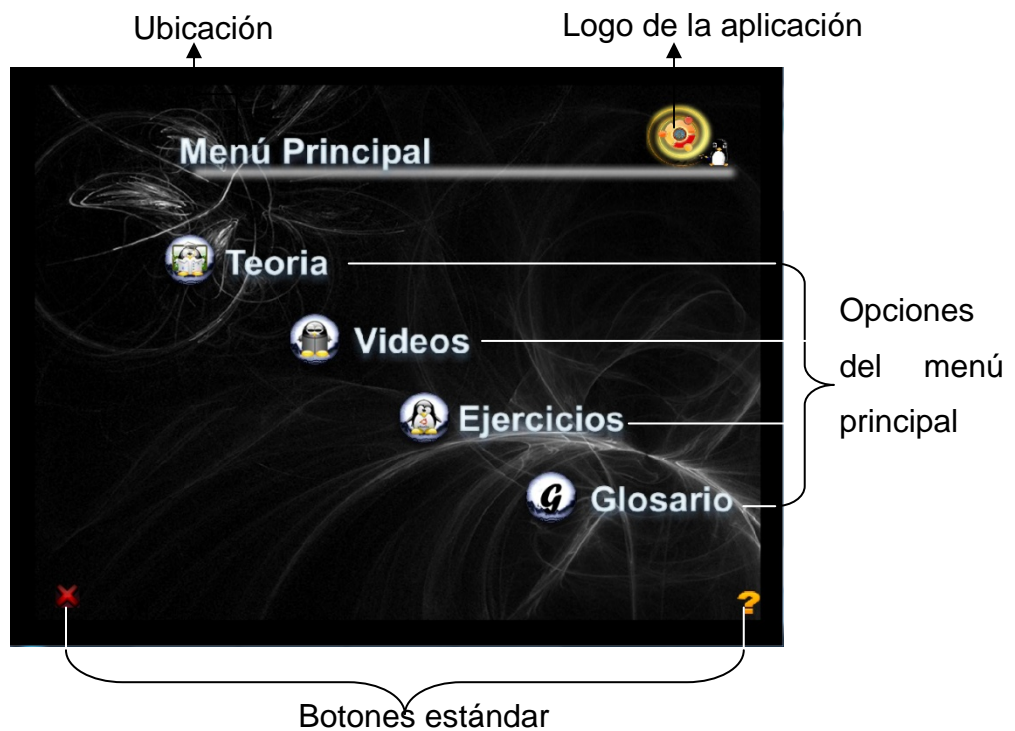 Ubicación
Logo de la aplicación
Menú Principal
Teoria
Videos
Ejercicios
G
Glosario
Opciones
del menú
principal
?
Botones estándar